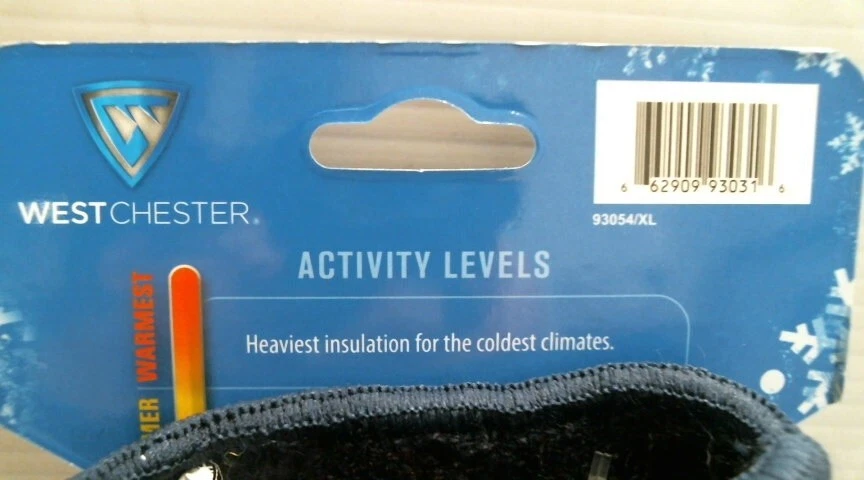 WESTCHESTER®
6 62909 93031 6
93054/XL
ACTIVITY LEVELS
WARMEST
Heaviest insulation for the coldest climates.